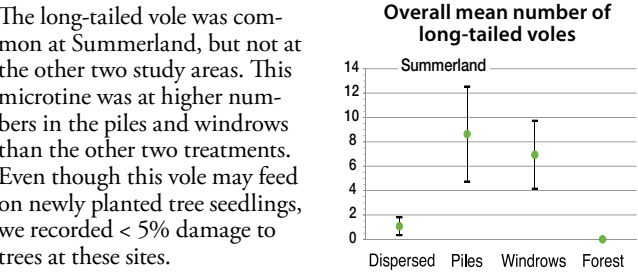 The long-tailed vole was com-
mon at Summerland, but not at
the other two study areas. This
microtine was at higher num-
bers in the piles and windrows
than the other two treatments.
Even though this vole may feed
on newly planted tree seedlings,
we recorded < 5% damage to
trees at these sites.
Overall mean number of
long-tailed voles
Summerland
14
12
10
8
6
4
2
0
Dispersed Piles Windrows Forest